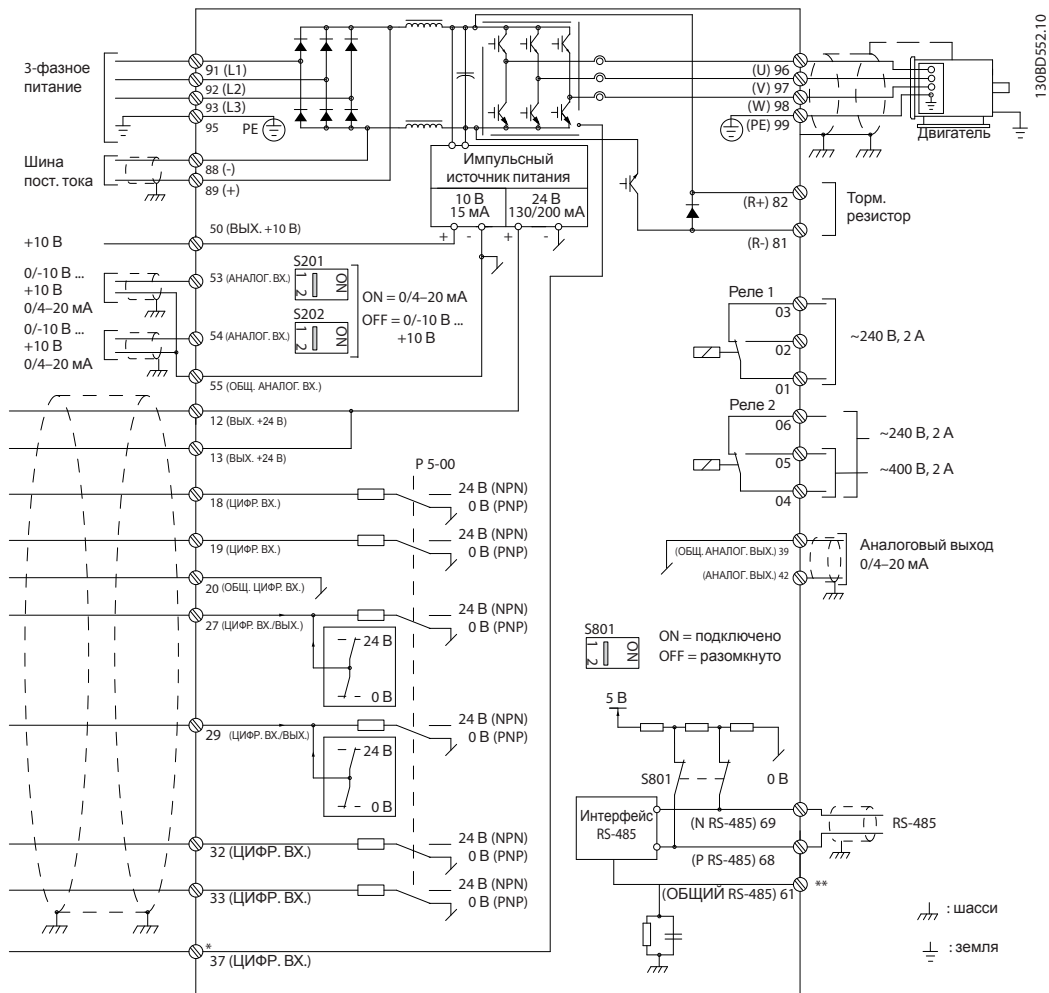 130BD552.10
3-фазное
питание
91 (L1)
92 (L2)
93 (L3)
95
PE
Шина
пост. тока
88 (-)
89 (+)
50 (ВЫХ. +10 В)
+10 В
0/-10 В ...
+10 В
0/4–20 мА
0/-10 В ...
+10 В
0/4–20 мА
53 (АНАЛОГ. ВХ.)
54 (АНАЛОГ. ВХ.)
55 (ОБЩ. АНАЛОГ. ВХ.)
S201
ON
1 2
S202
ON
1 2
ON = 0/4–20 мА
OFF = 0/-10 В ...
+10 В
Импульсный
источник питания
10 В
15 мА
24 В
130/200 мА
+ - + -
12 (ВЫХ. +24 В)
13 (ВЫХ. +24 В)
P 5-00
18 (ЦИФР. ВХ.)
24 В (NPN)
0 В (PNP)
19 (ЦИФР. ВХ.)
24 В (NPN)
0 В (PNP)
20 (ОБЩ. ЦИФР. ВХ.)
27 (ЦИФР. ВХ./ВЫХ.)
24 В (NPN)
0 В (PNP)
24 В
0 В
29 (ЦИФР. ВХ./ВЫХ.)
24 В (NPN)
0 В (PNP)
24 В
0 В
32 (ЦИФР. ВХ.)
24 В (NPN)
0 В (PNP)
33 (ЦИФР. ВХ.)
24 В (NPN)
0 В (PNP)
*
37 (ЦИФР. ВХ.)
(U) 96
(V) 97
(W) 98
(PE) 99
Двигатель
(R+) 82
(R-) 81
Торм.
резистор
Реле 1
03
02
01
~240 В, 2 А
Реле 2
06
05
04
~240 В, 2 А
~400 В, 2 А
(ОБЩ. АНАЛОГ. ВЫХ.) 39
(АНАЛОГ. ВЫХ.) 42
Аналоговый выход
0/4–20 мА
S801
ON
1 2
ON = подключено
OFF = разомкнуто
5 В
S801
0 В
Интерфейс
RS-485
(N RS-485) 69
(P RS-485) 68
RS-485
(ОБЩИЙ RS-485) 61
**
: шасси
: земля